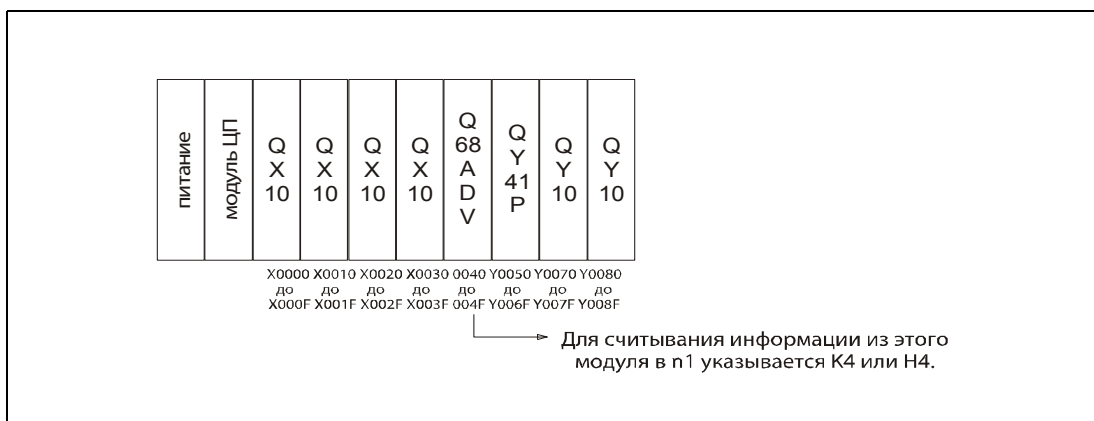 питание
модуль ЦП
Q X 10
Q X 10
Q X 10
Q X 10
Q 68 A D V
Q Y 41 P
Q Y 10
Q Y 10
X0000 X0010 X0020 X0030 0040 Y0050 Y0070 Y0080
до до до до до до до до
X000F X001F X002F X003F 004F Y006F Y007F Y008F
Для считывания информации из этого
модуля в n1 указывается K4 или H4.